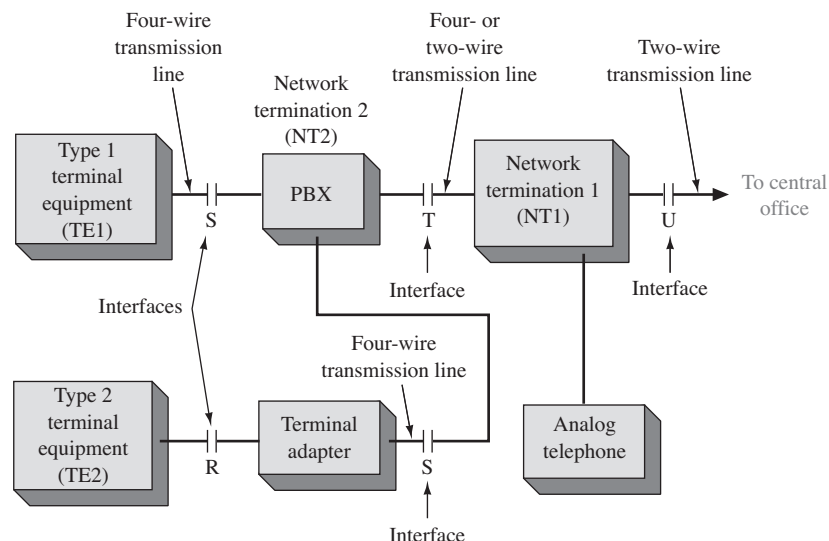 Four-wire
transmission
line
Network
termination 2
(NT2)
Four- or
two-wire
transmission line
Two-wire
transmission line
Type 1
terminal
equipment
(TE1)
S
PBX
T
Network
termination 1
(NT1)
U
To central
office
Interfaces
Interface
Interface
Four-wire
transmission line
Type 2
terminal
equipment
(TE2)
R
Terminal
adapter
S
Analog
telephone
Interface